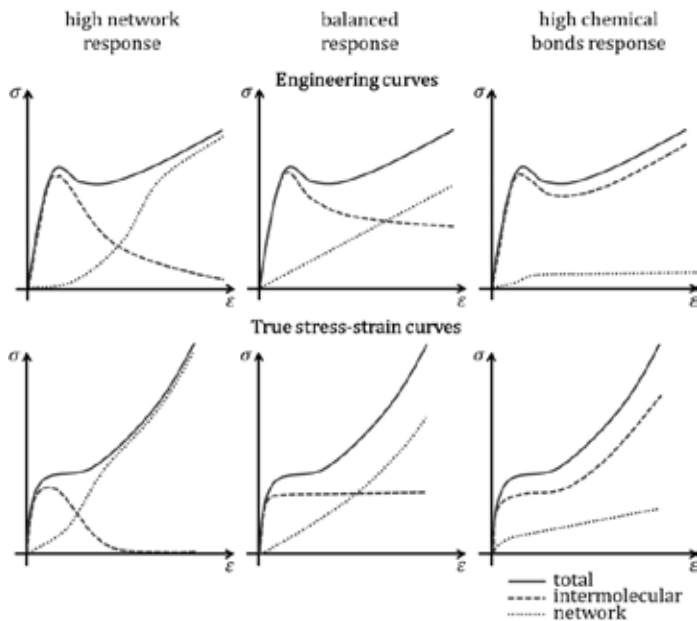 high network
response
balanced
response
high chemical
bonds response
Engineering curves
σ
ε
σ
ε
σ
ε
True stress-strain curves
σ
ε
σ
ε
σ
ε
total
intermolecular
network